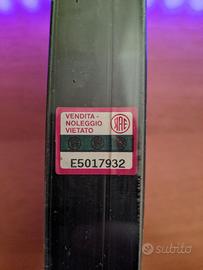 VENDITA -
NOLEGGIO
VIETATO
E5017932
subito